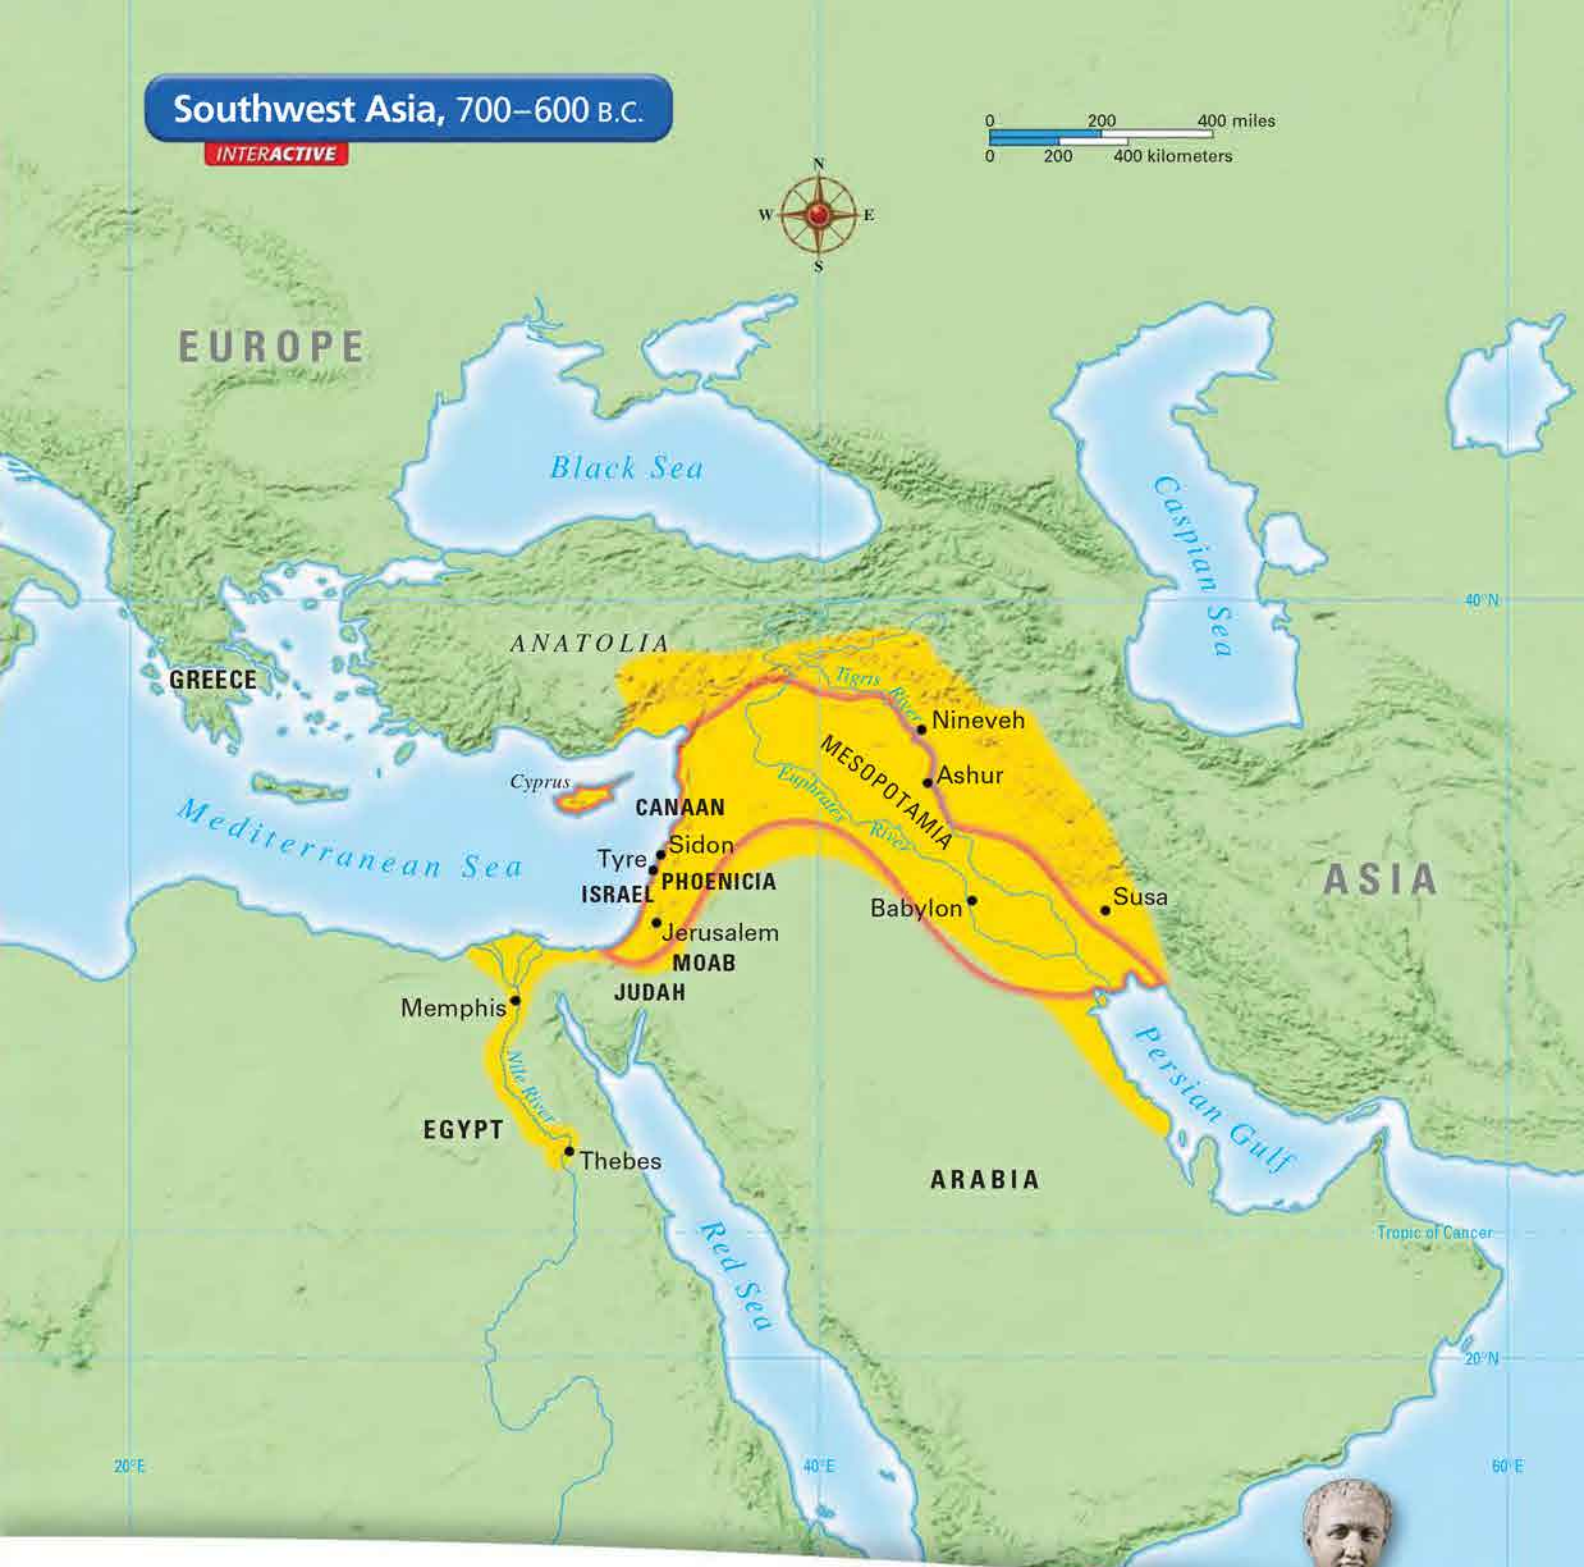 Southwest Asia, 700–600 B.C.
INTERACTIVE
0 200 400 miles
0 200 400 kilometers
N
W E
S
EUROPE
Black Sea
Caspian Sea
40°N
ANATOLIA
GREECE
Tigris River
Nineveh
MESOPOTAMIA
Ashur
Cyprus
Euphrates River
CANAAN
Mediterranean Sea
Sidon
Tyre
PHOENICIA
ISRAEL
ASIA
Susa
Babylon
Jerusalem
MOAB
JUDAH
Memphis
Nile River
Persian Gulf
EGYPT
Thebes
ARABIA
Red Sea
Tropic of Cancer
20°N
20°E
40°E
60°E